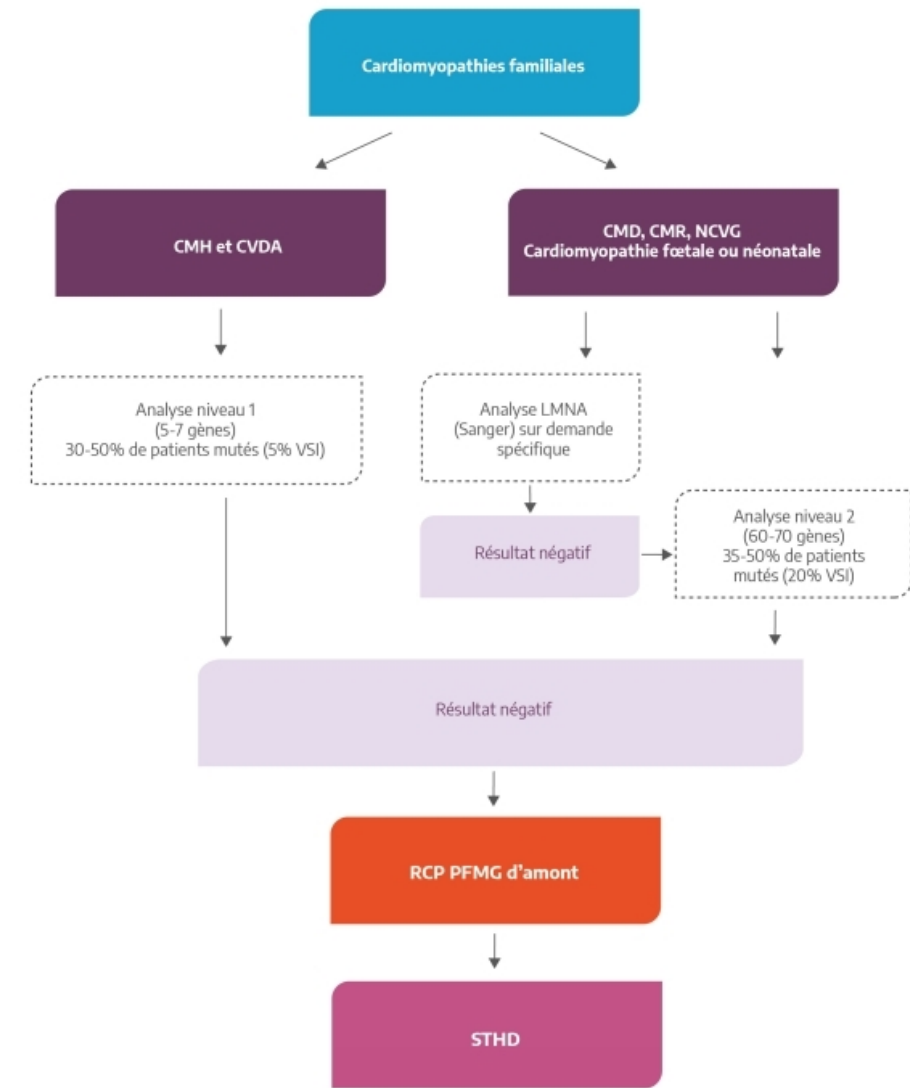 Cardiomyopathies familiales
CMH et CVDA
CMD, CMR, NCVG
Cardiomyopathie fœtale ou néonatale
Analyse niveau 1
(5-7 gènes)
30-50% de patients mutés (5% VSI)
Analyse LMNA
(Sanger) sur demande
spécifique
Résultat négatif
Analyse niveau 2
(60-70 gènes)
35-50% de patients
mutés (20% VSI)
Résultat négatif
RCP PFMG d’amont
STHD